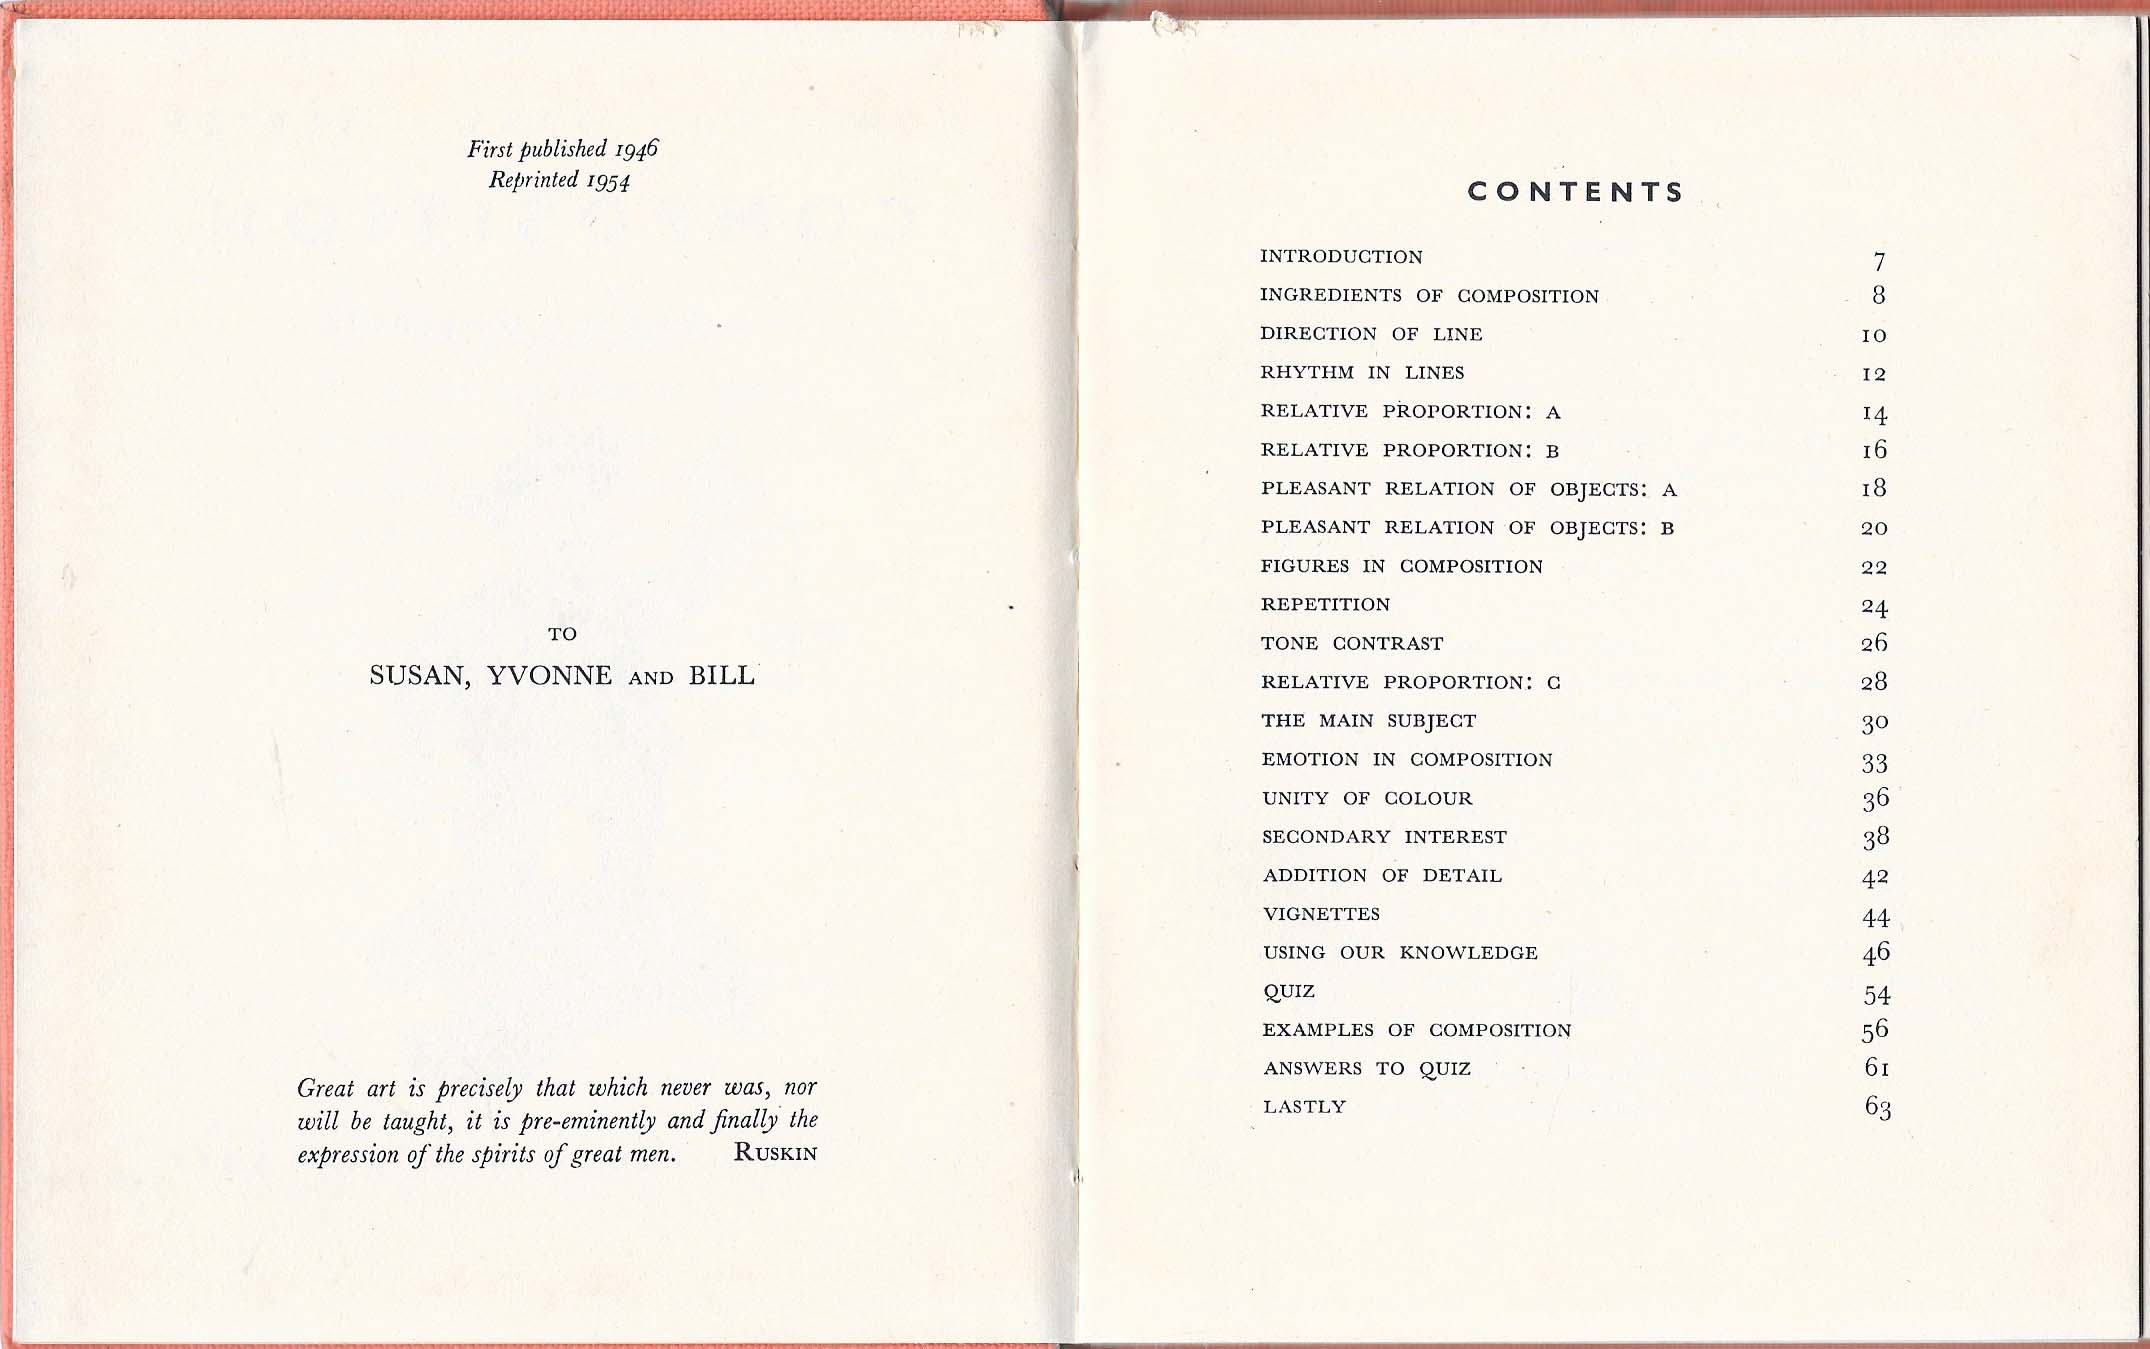 First published 1946
Reprinted 1954
TO
SUSAN, YVONNE AND BILL
Great art is precisely that which never was, nor
will be taught, it is pre-eminently and finally the
expression of the spirits of great men. RUSKIN
CONTENTS
INTRODUCTION 7
INGREDIENTS OF COMPOSITION 8
DIRECTION OF LINE 10
RHYTHM IN LINES 12
RELATIVE PROPORTION: A 14
RELATIVE PROPORTION: B 16
PLEASANT RELATION OF OBJECTS: A 18
PLEASANT RELATION OF OBJECTS: B 20
FIGURES IN COMPOSITION 22
REPETITION 24
TONE CONTRAST 26
RELATIVE PROPORTION: C 28
THE MAIN SUBJECT 30
EMOTION IN COMPOSITION 33
UNITY OF COLOUR 36
SECONDARY INTEREST 38
ADDITION OF DETAIL 42
VIGNETTES 44
USING OUR KNOWLEDGE 46
QUIZ 54
EXAMPLES OF COMPOSITION 56
ANSWERS TO QUIZ 61
LASTLY 63